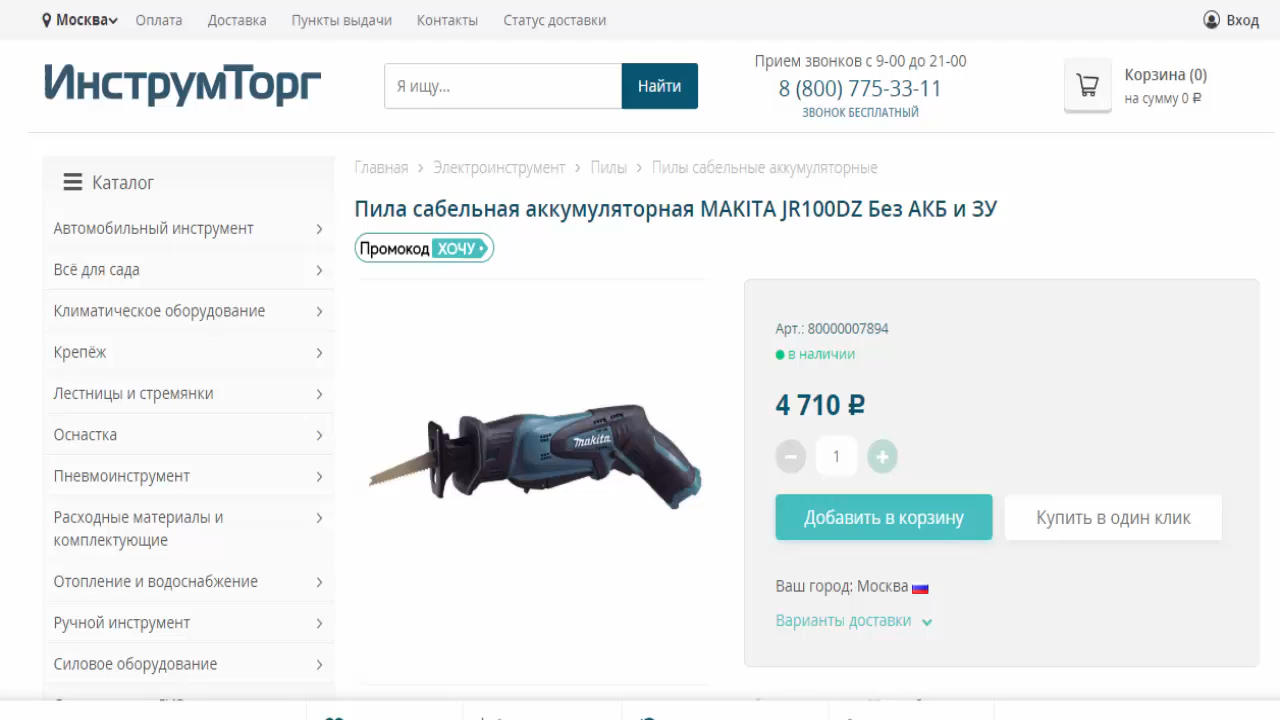 Москва Оплата Доставка Пункты выдачи Контакты Статус доставки Вход
ИнструмТорг
Я ищу...
Найти
Прием звонков с 9-00 до 21-00
8 (800) 775-33-11
ЗВОНОК БЕСПЛАТНЫЙ
Корзина (0)
на сумму 0 ₽
Каталог
Автомобильный инструмент
Всё для сада
Климатическое оборудование
Крепёж
Лестницы и стремянки
Оснастка
Пневмоинструмент
Расходные материалы и
комплектующие
Отопление и водоснабжение
Ручной инструмент
Силовое оборудование
Главная › Электроинструмент › Пилы › Пилы сабельные аккумуляторные
Пила сабельная аккумуляторная MAKITA JR100DZ Без АКБ и ЗУ
Промокод ХОЧУ
makita
Арт.: 80000007894
в наличии
4 710 ₽
− 1 +
Добавить в корзину
Купить в один клик
Ваш город: Москва
Варианты доставки